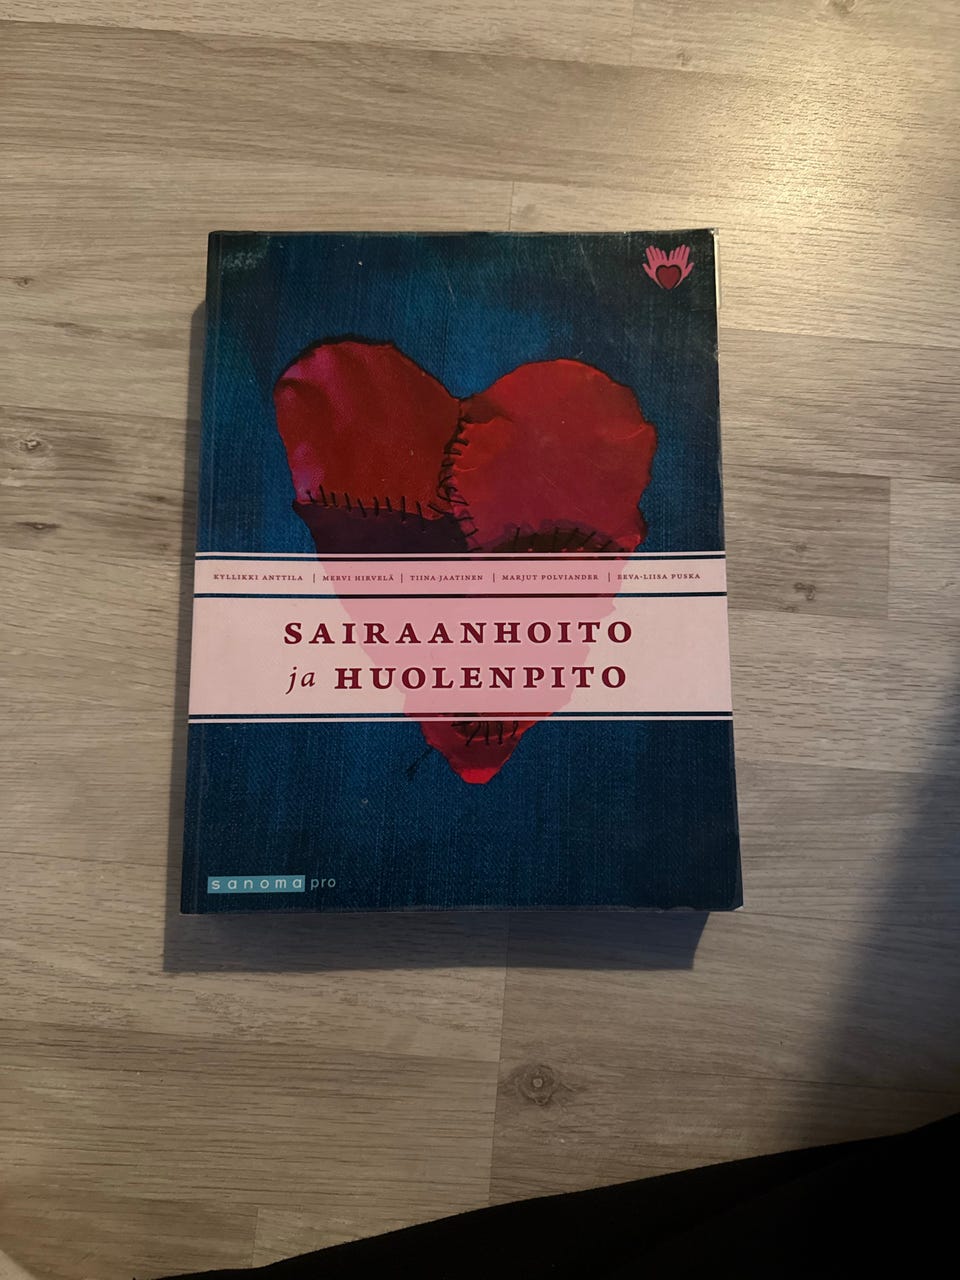 KYLLIKKI ANTTILA | MERVI HIRVELÄ | TIINA JAATINEN | MARJUT POLVIANDER | EEVA-LIISA PUSKA
SAIRAANHOITO
ja HUOLENPITO
sanoma pro